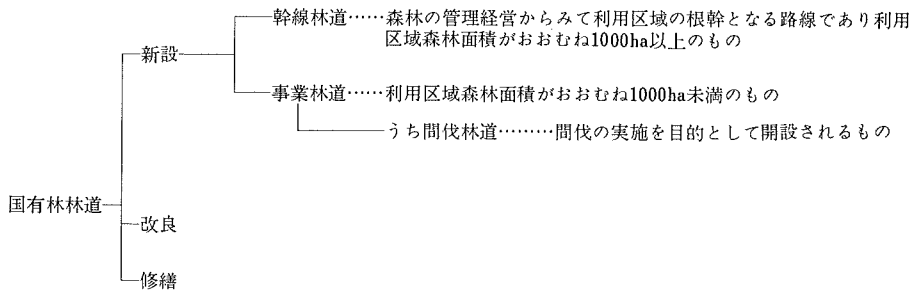 幹線林道……森林の管理経営からみて利用区域の根幹となる路線であり利用
区域森林面積がおおむね1000ha以上のもの
新設
事業林道……利用区域森林面積がおおむね1000ha未満のもの
うち間伐林道………間伐の実施を目的として開設されるもの
国有林林道
改良
修繕